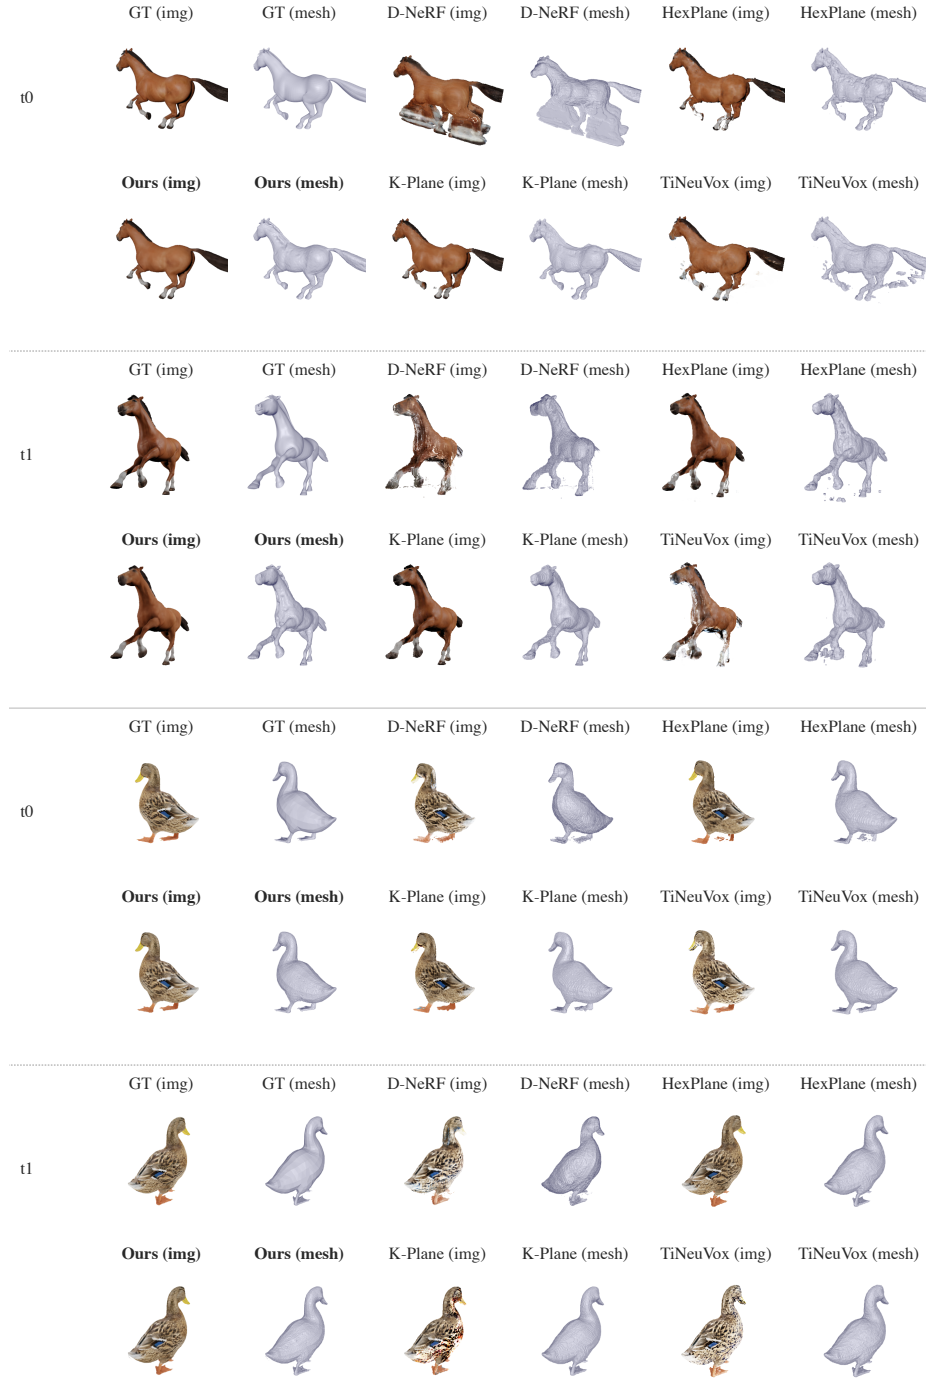 GT (img) GT (mesh) D-NeRF (img) D-NeRF (mesh) HexPlane (img) HexPlane (mesh)
t0
Ours (img) Ours (mesh) K-Plane (img) K-Plane (mesh) TiNeuVox (img) TiNeuVox (mesh)
GT (img) GT (mesh) D-NeRF (img) D-NeRF (mesh) HexPlane (img) HexPlane (mesh)
t1
Ours (img) Ours (mesh) K-Plane (img) K-Plane (mesh) TiNeuVox (img) TiNeuVox (mesh)
GT (img) GT (mesh) D-NeRF (img) D-NeRF (mesh) HexPlane (img) HexPlane (mesh)
t0
Ours (img) Ours (mesh) K-Plane (img) K-Plane (mesh) TiNeuVox (img) TiNeuVox (mesh)
GT (img) GT (mesh) D-NeRF (img) D-NeRF (mesh) HexPlane (img) HexPlane (mesh)
t1
Ours (img) Ours (mesh) K-Plane (img) K-Plane (mesh) TiNeuVox (img) TiNeuVox (mesh)